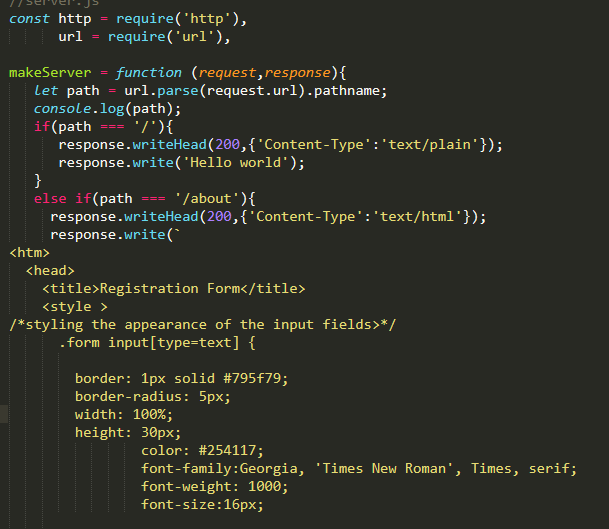 //server.js
const http = require('http'),
url = require('url'),
makeServer = function (request,response){
let path = url.parse(request.url).pathname;
console.log(path);
if(path === '/'){
response.writeHead(200,{'Content-Type':'text/plain'});
response.write('Hello world');
}
else if(path === '/about'){
response.writeHead(200,{'Content-Type':'text/html'});
response.write(`
<htm>
<head>
<title>Registration Form</title>
<style >
/*styling the appearance of the input fields>*/
.form input[type=text] {
border: 1px solid #795f79;
border-radius: 5px;
width: 100%;
height: 30px;
color: #254117;
font-family:Georgia, 'Times New Roman', Times, serif;
font-weight: 1000;
font-size:16px;